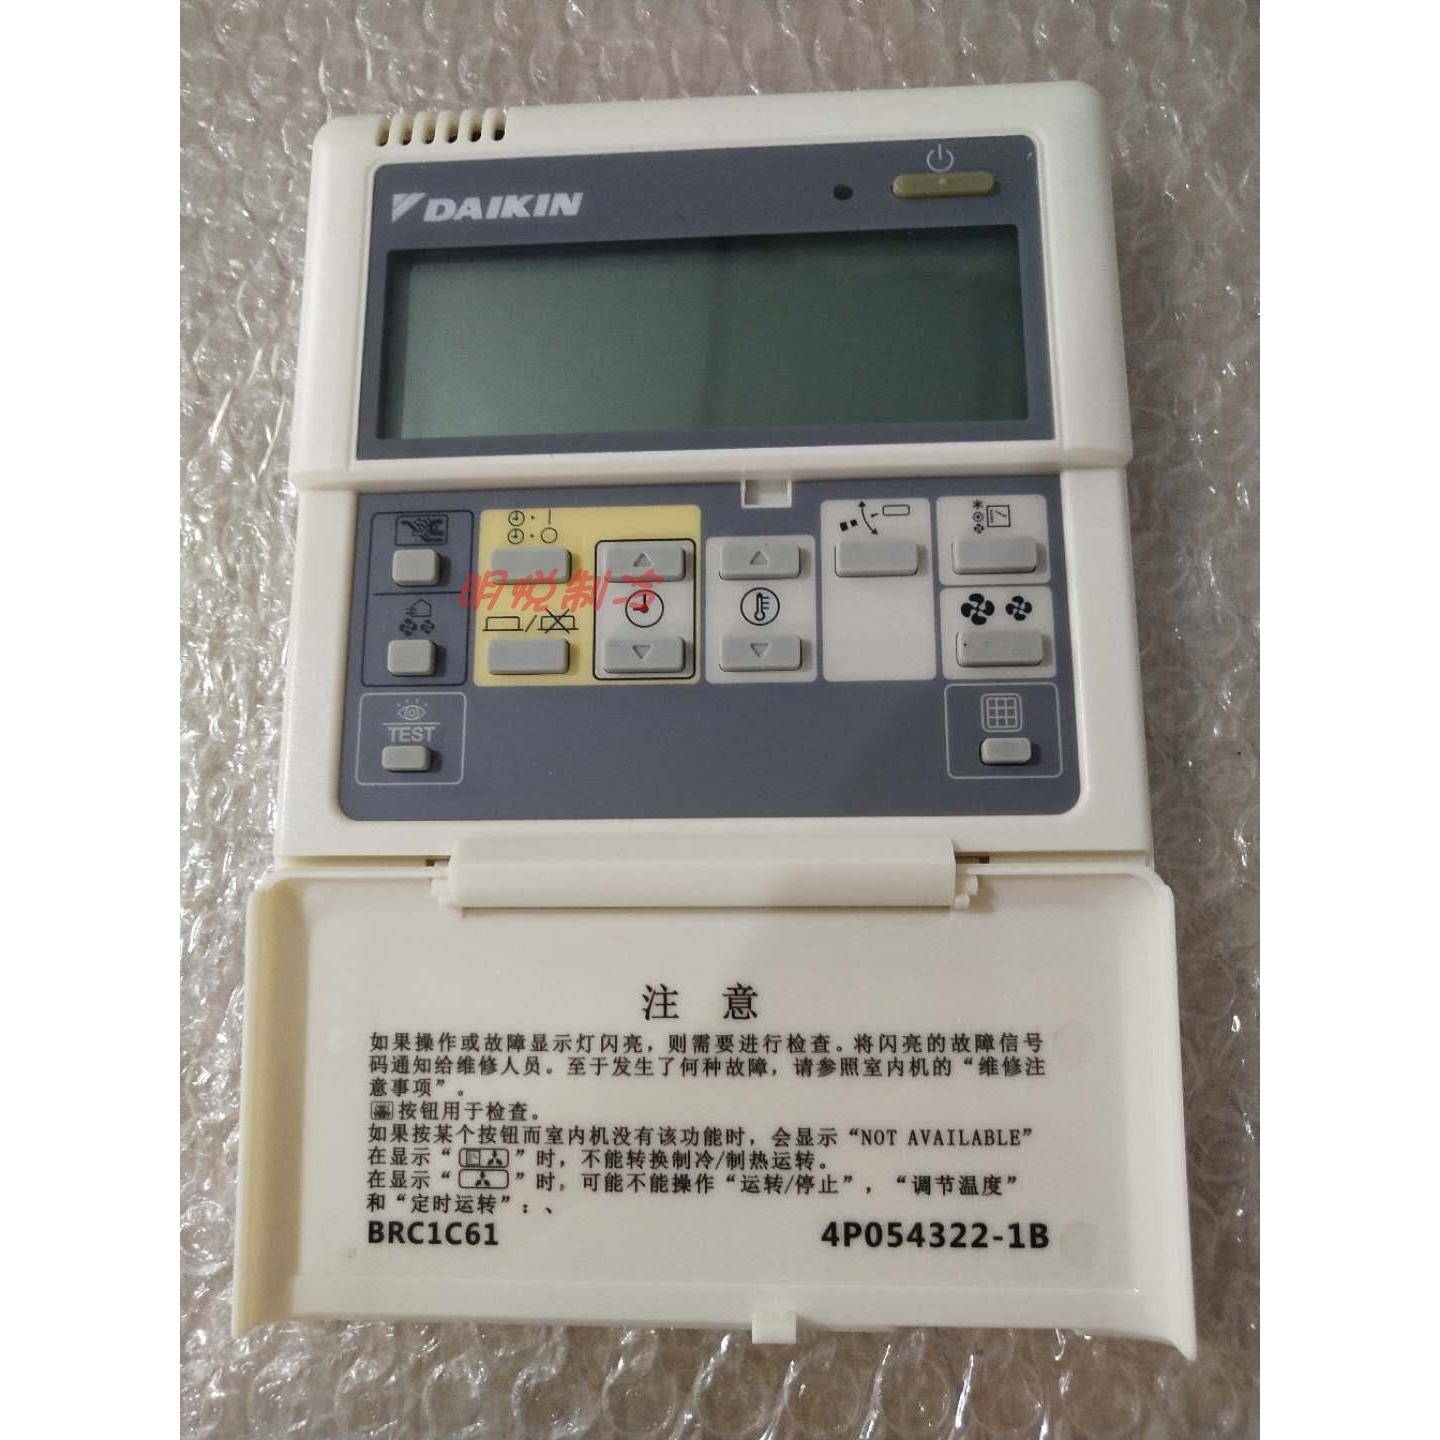 DAIKIN
明悦制冷
TEST
注 意
如果操作或故障显示灯闪亮，则需要进行检查。将闪亮的故障信号
码通知给维修人员。至于发生了何种故障，请参照室内机的“维修注
意事项”。
按钮用于检查。
如果按某个按钮而室内机没有该功能时，会显示“NOT AVAILABLE”
在显示“ ”时，不能转换制冷/制热运转。
在显示“ ”时，可能不能操作“运转/停止”，“调节温度”
和“定时运转”：、
BRC1C61 4P054322-1B